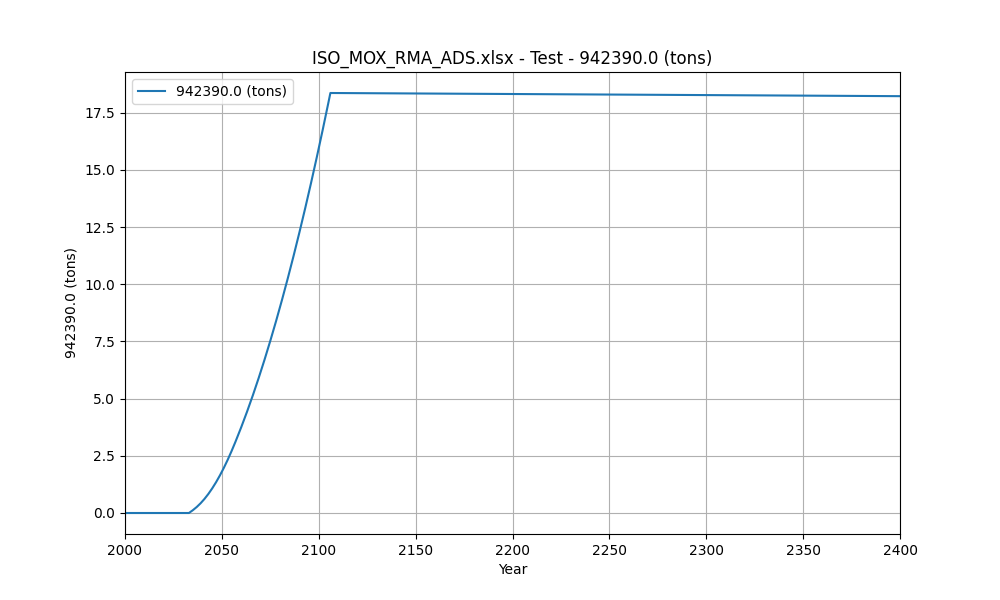 ISO_MOX_RMA_ADS.xlsx - Test - 942390.0 (tons)
942390.0 (tons)
17.5
15.0
12.5
10.0
7.5
5.0
2.5
0.0
942390.0 (tons)
2000 2050 2100 2150 2200 2250 2300 2350 2400
Year